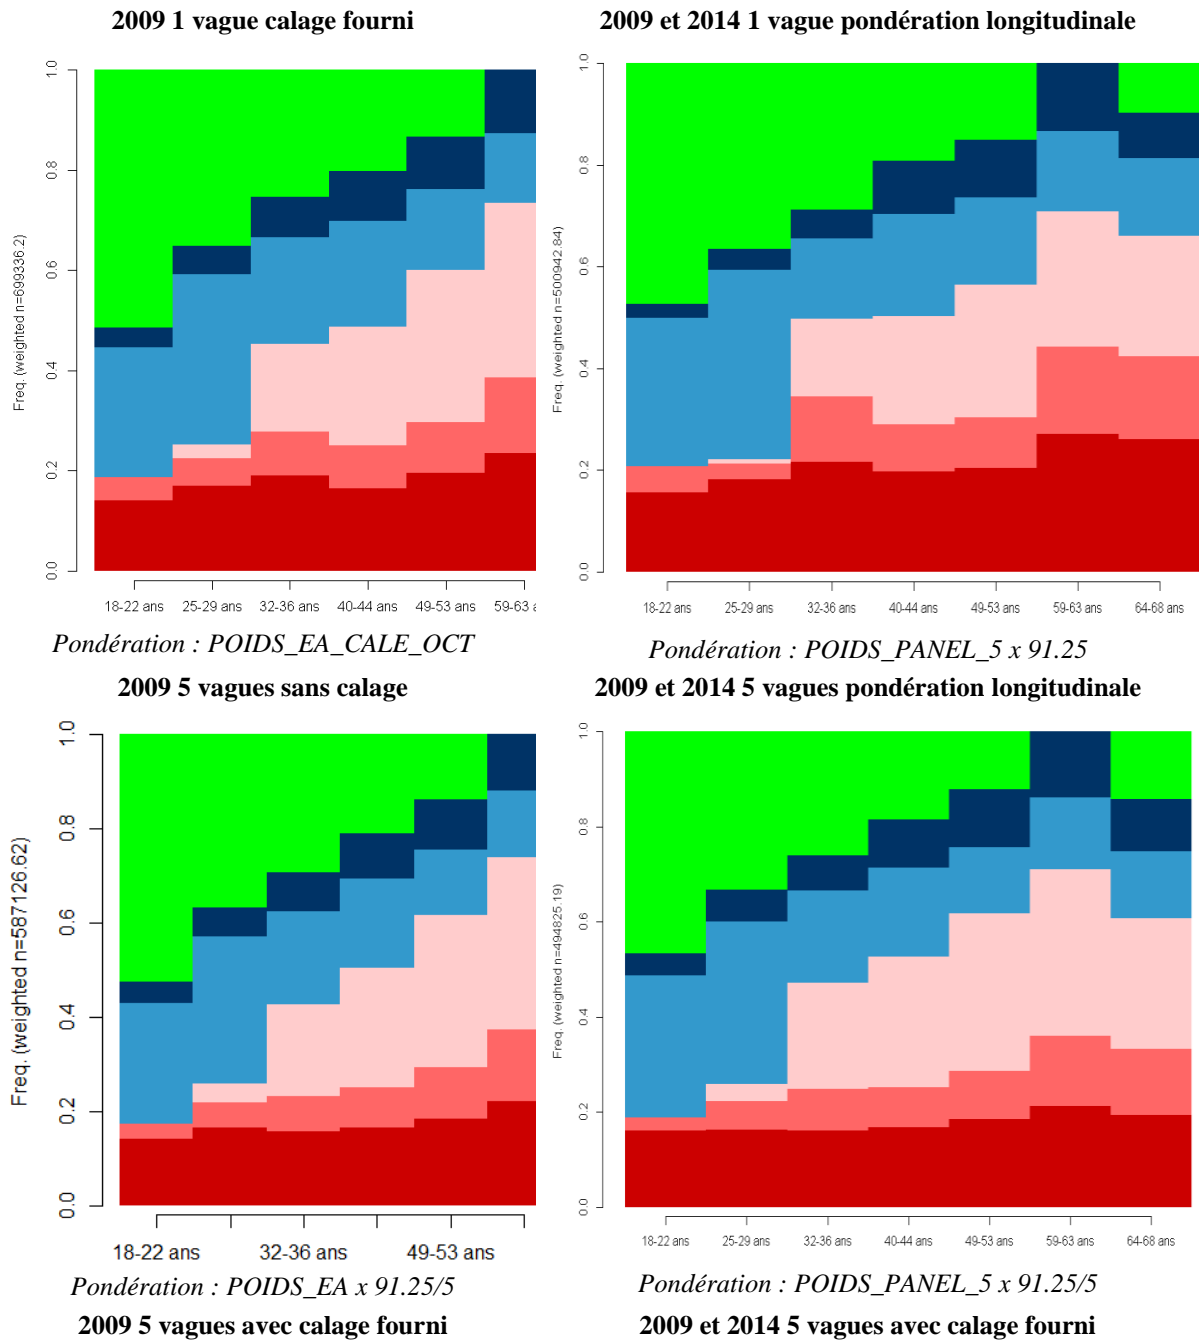 2009 1 vague calage fourni
1.0
0.8
0.6
0.4
0.2
0.0
Freq. (weighted n=699336.2)
18-22 ans 25-29 ans 32-36 ans 40-44 ans 49-53 ans 59-63
Pondération : POIDS_EA_CALE_OCT
2009 et 2014 1 vague pondération longitudinale
1.0
0.8
0.6
0.4
0.2
0.0
Freq. (weighted n=500942.84)
18-22 ans 25-29 ans 32-36 ans 40-44 ans 49-53 ans 59-63 ans 64-68 ans
Pondération : POIDS_PANEL_5 x 91.25
2009 5 vagues sans calage
1.0
0.8
0.6
0.4
0.2
0.0
Freq. (weighted n=587126.62)
18-22 ans 32-36 ans 49-53 ans
Pondération : POIDS_EA x 91.25/5
2009 et 2014 5 vagues pondération longitudinale
1.0
0.8
0.6
0.4
0.2
0.0
Freq. (weighted n=494825.19)
18-22 ans 25-29 ans 32-36 ans 40-44 ans 49-53 ans 59-63 ans 64-68 ans
Pondération : POIDS_PANEL_5 x 91.25/5
2009 5 vagues avec calage fourni
2009 et 2014 5 vagues avec calage fourni